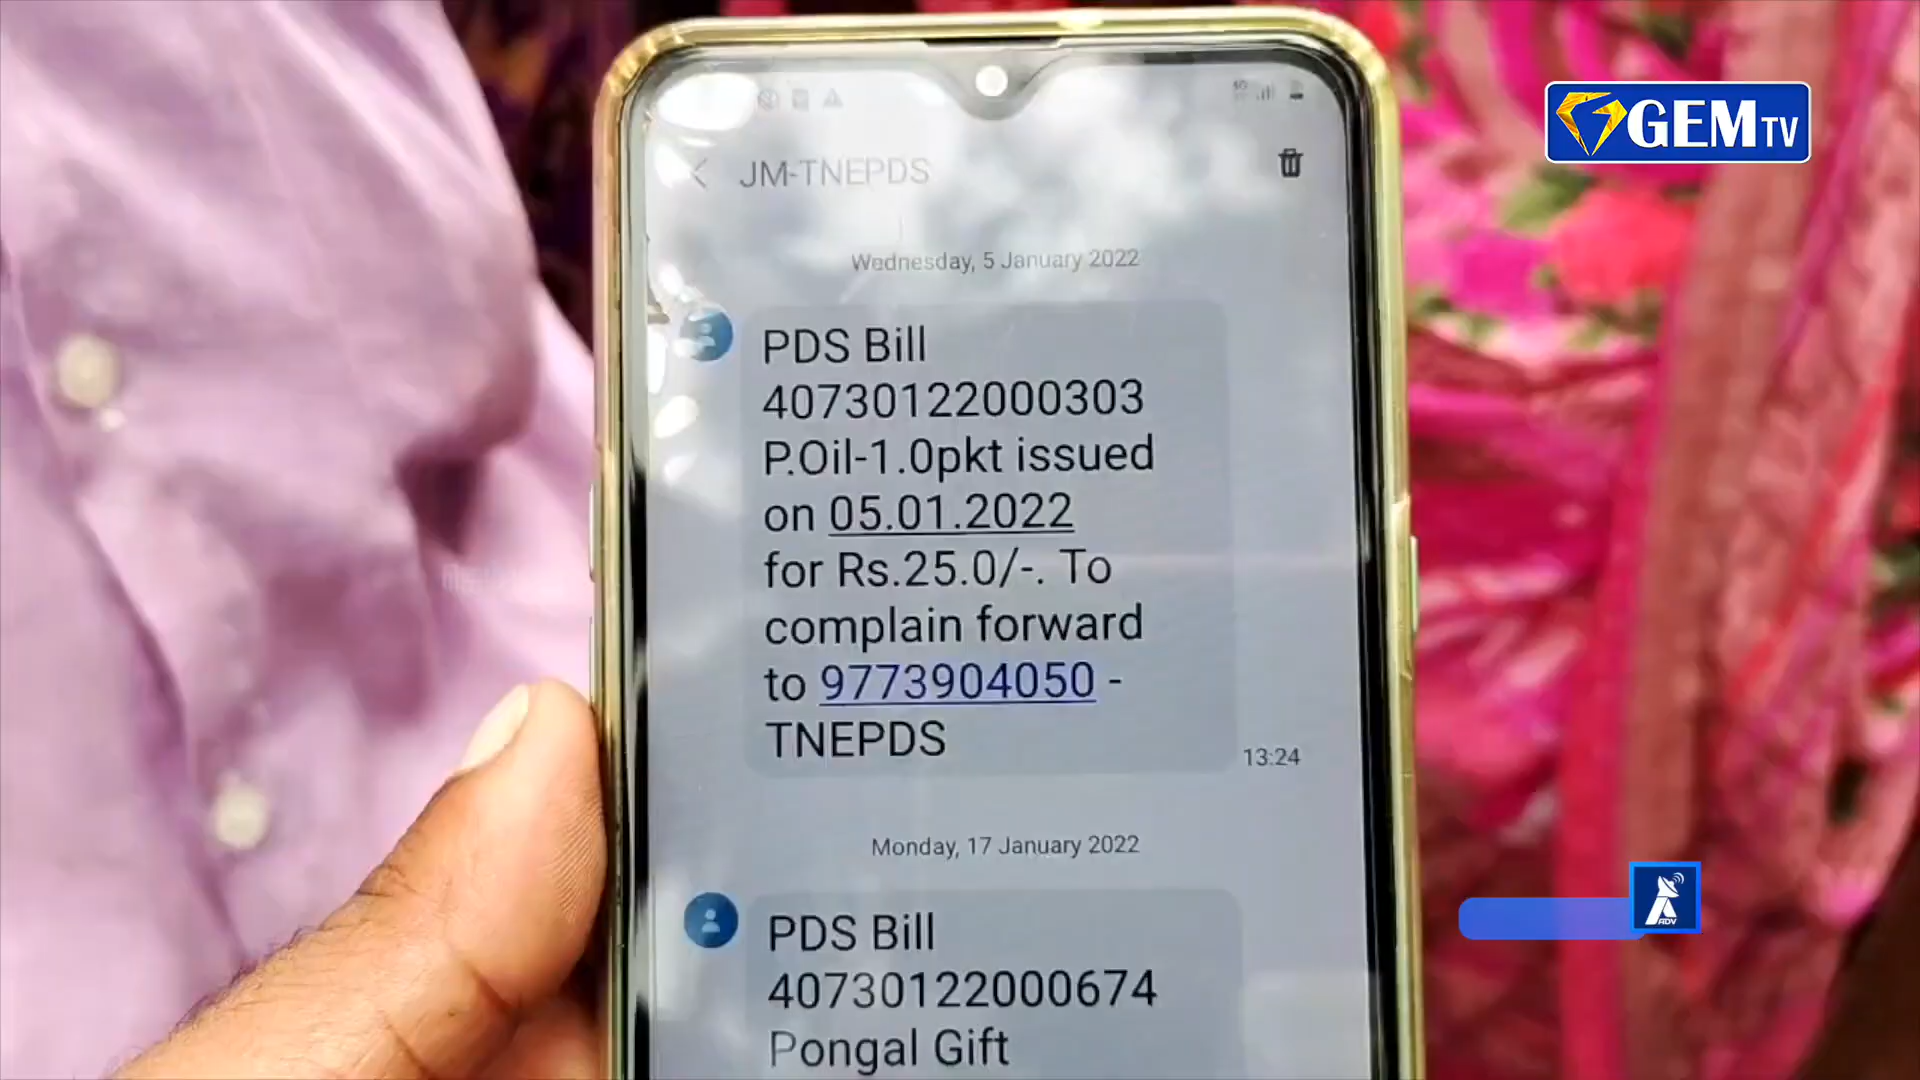 GEMTV
JM-TNEPDS
Wednesday, 5 January 2022
PDS Bill
40730122000303
P.Oil-1.0pkt issued
on 05.01.2022
for Rs.25.0/-. To
complain forward
to 9773904050 -
TNEPDS
13:24
Monday, 17 January 2022
PDS Bill
40730122000674
Pongal Gift
ADV